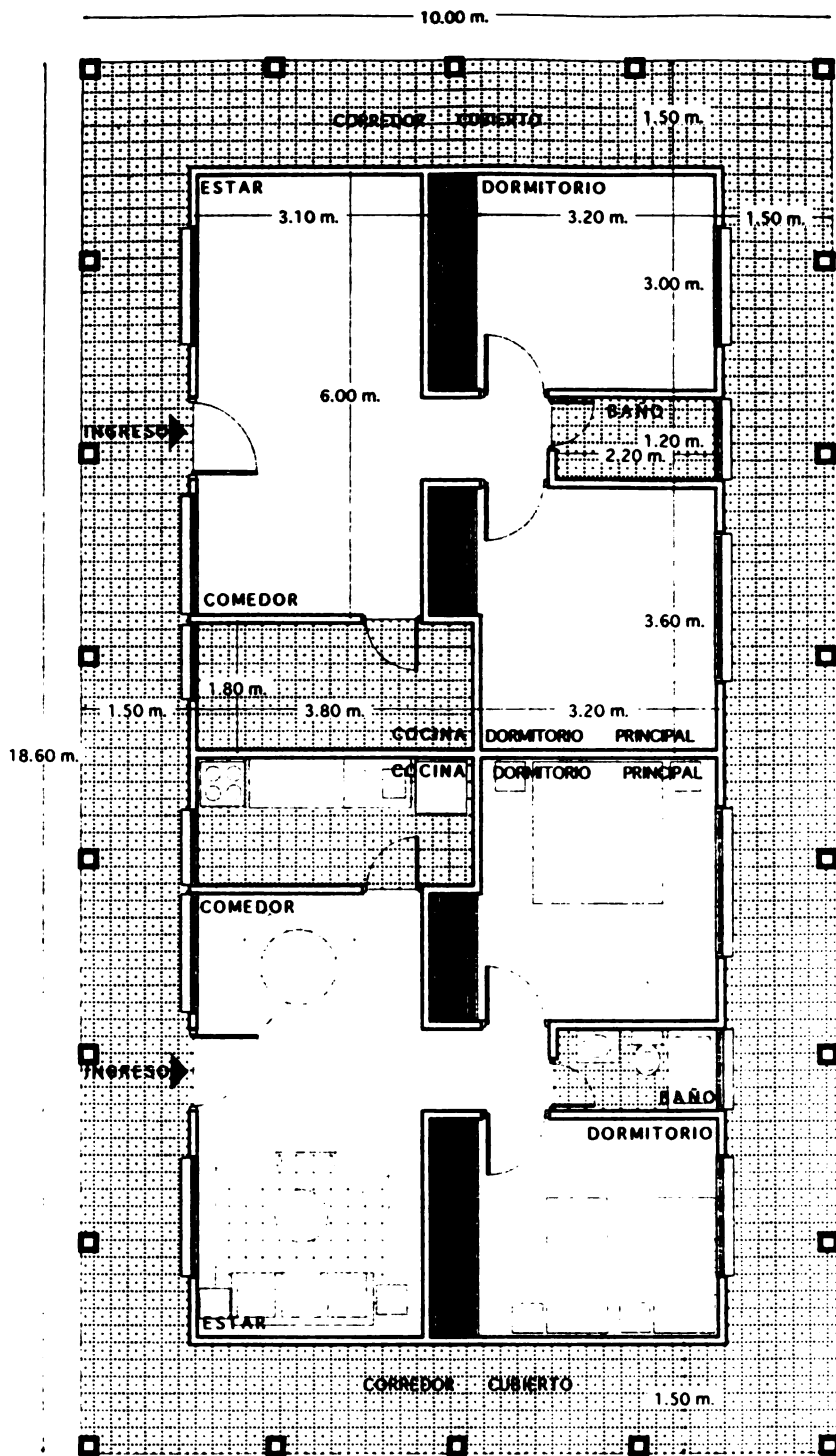 10.00 m.
CORREDOR CUBIERTO
1.50 m.
ESTAR
DORMITORIO
3.10 m.
3.20 m.
1.50 m.
3.00 m.
6.00 m.
INGRESO
BAÑO
1.20 m.
2.20 m.
COMEDOR
3.60 m.
1.80 m.
1.50 m.
3.80 m.
3.20 m.
COCINA
DORMITORIO PRINCIPAL
18.60 m.
COCINA
DORMITORIO PRINCIPAL
COMEDOR
INGRESO
BAÑO
DORMITORIO
ESTAR
CORREDOR CUBIERTO
1.50 m.